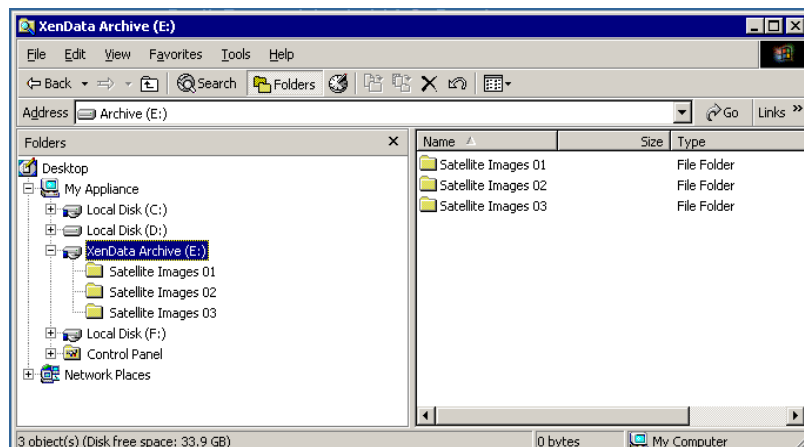 XenData Archive (E:)
File Edit View Favorites Tools Help
Back Search Folders
Address Archive (E:) Go Links »
Folders x
Desktop
My Appliance
Local Disk (C:)
Local Disk (D:)
XenData Archive (E:)
Satellite Images 01
Satellite Images 02
Satellite Images 03
Local Disk (F:)
Control Panel
Network Places
Name Size Type
Satellite Images 01 File Folder
Satellite Images 02 File Folder
Satellite Images 03 File Folder
3 object(s) (Disk free space: 33.9 GB) 0 bytes My Computer